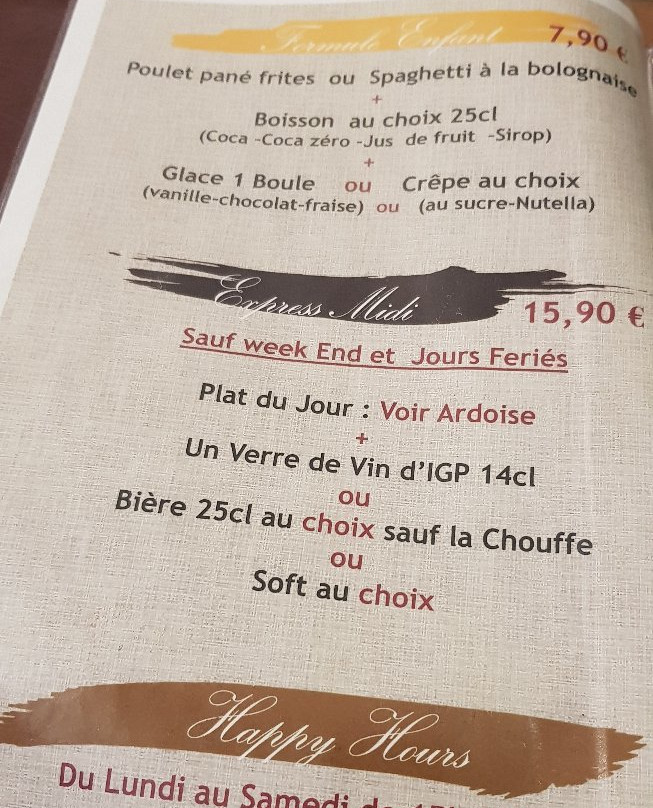 Formule Enfant 7,90 €
Poulet pané frites ou Spaghetti à la bolognaise
+
Boisson au choix 25cl
(Coca -Coca zéro -Jus de fruit -Sirop)
+
Glace 1 Boule ou Crêpe au choix
(vanille-chocolat-fraise) ou (au sucre-Nutella)
Express Midi 15,90 €
Sauf week End et Jours Feriés
Plat du Jour : Voir Ardoise
+
Un Verre de Vin d'IGP 14cl
ou
Bière 25cl au choix sauf la Chouffe
ou
Soft au choix
Happy Hours
Du Lundi au Samedi de